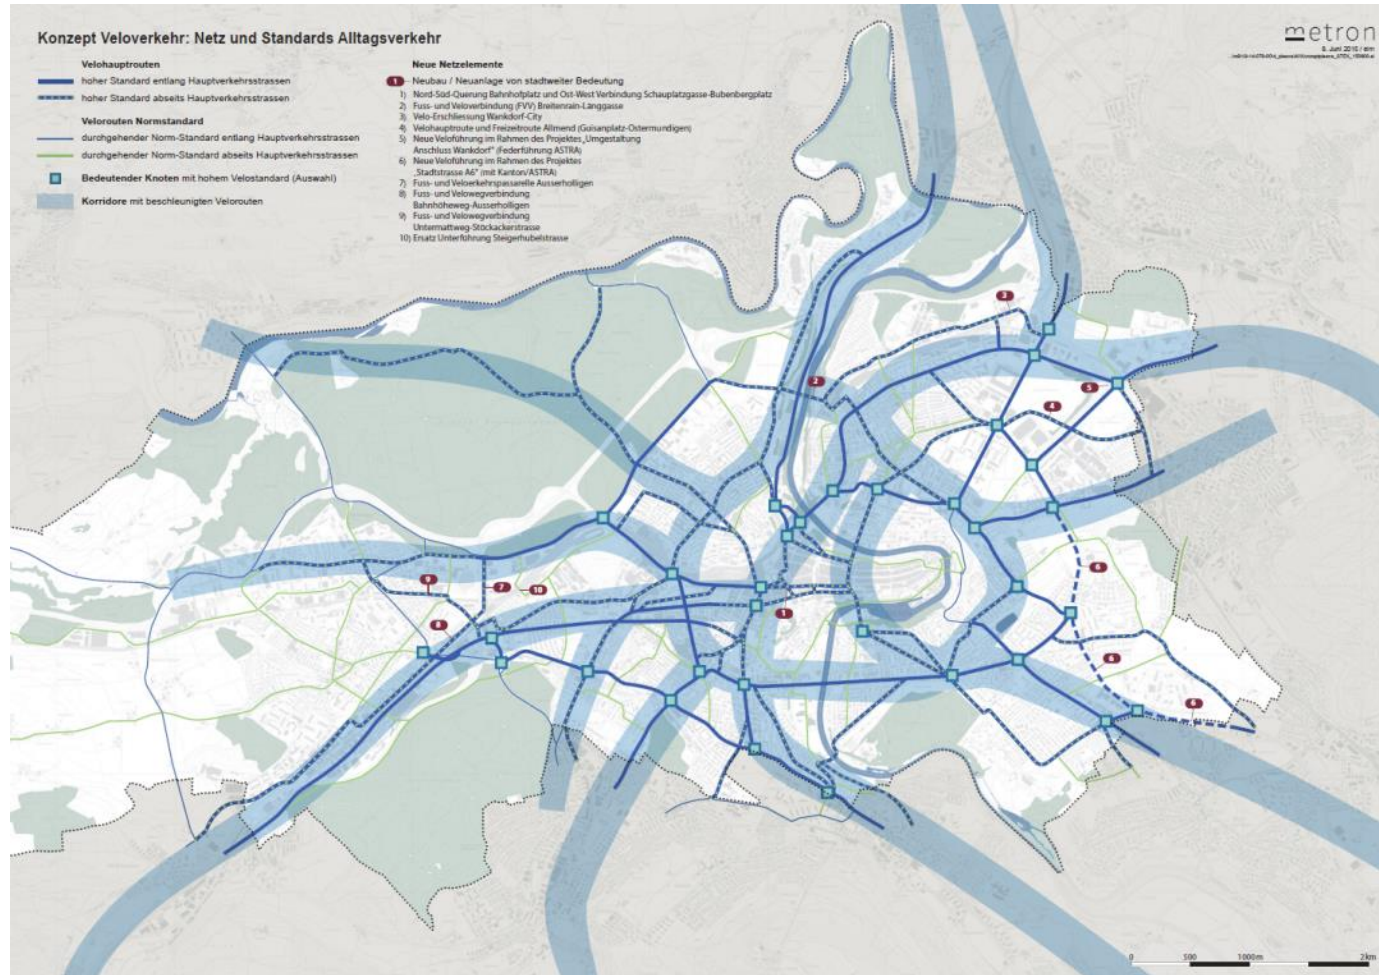 Konzept Veloverkehr: Netz und Standards Alltagsverkehr
metron
Velohauptrouten
hoher Standard entlang Hauptverkehrsstrassen
hoher Standard abseits Hauptverkehrsstrassen
Velorouten Normstandard
durchgehender Norm-Standard entlang Hauptverkehrsstrassen
durchgehender Norm-Standard abseits Hauptverkehrsstrassen
Bedeutender Knoten mit hohem Velostandard (Auswahl)
Korridore mit beschleunigten Velorouten
Neue Netzelemente
1 Neubau / Neuanlage von stadtweiter Bedeutung
1) Nord-Süd-Querung Bahnhofplatz und Ost-West Verbindung Schauplatzgasse-Bubenbergplatz
2) Fuss- und Veloverbindung (FVV) Breitenrain-Länggasse
3) Velo-Erschliessung Wankdorf-City
4) Velohauptroute und Freizeitroute Allmend (Guisanplatz-Ostermundigen)
5) Neue Veloführung im Rahmen des Projektes „Umgestaltung
Anschluss Wankdorf" (Federführung ASTRA)
6) Neue Veloführung im Rahmen des Projektes
„Stadtstrasse A6" (mit Kanton/ASTRA)
7) Fuss- und Veloverkehrspassarelle Ausserholligen
8) Fuss- und Velowegverbindung
Bahnhöheweg-Ausserholligen
9) Fuss- und Velowegverbindung
Untermattweg-Stöckackerstrasse
10) Ersatz Unterführung Steigerhubelstrasse
3
2
5
4
6
9
7
10
1
8
6
6
0 500 1000m 2km